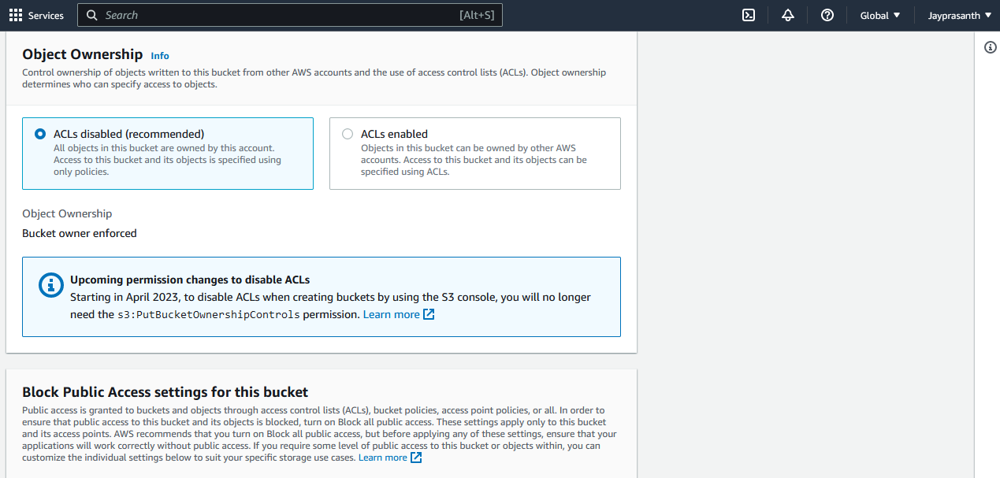 Services Search [Alt+S] Global Jayprasanth
Object Ownership Info
Control ownership of objects written to this bucket from other AWS accounts and the use of access control lists (ACLs). Object ownership
determines who can specify access to objects.
ACLs disabled (recommended)
All objects in this bucket are owned by this account.
Access to this bucket and its objects is specified using
only policies.
ACLs enabled
Objects in this bucket can be owned by other AWS
accounts. Access to this bucket and its objects can be
specified using ACLs.
Object Ownership
Bucket owner enforced
Upcoming permission changes to disable ACLs
Starting in April 2023, to disable ACLs when creating buckets by using the S3 console, you will no longer
need the s3:PutBucketOwnershipControls permission. Learn more
Block Public Access settings for this bucket
Public access is granted to buckets and objects through access control lists (ACLs), bucket policies, access point policies, or all. In order to
ensure that public access to this bucket and its objects is blocked, turn on Block all public access. These settings apply only to this bucket
and its access points. AWS recommends that you turn on Block all public access, but before applying any of these settings, ensure that your
applications will work correctly without public access. If you require some level of public access to this bucket or objects within, you can
customize the individual settings below to suit your specific storage use cases. Learn more